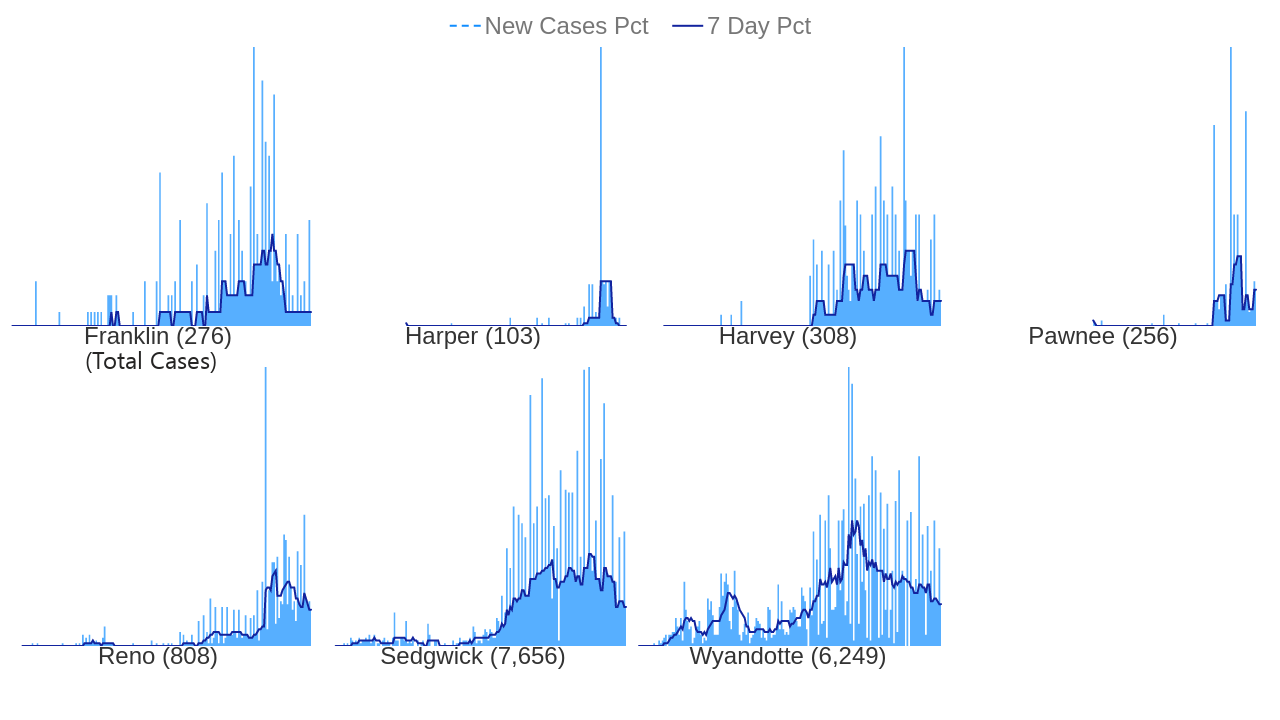 New Cases Pct 7 Day Pct
Franklin (276) Harper (103) Harvey (308) Pawnee (256)
(Total Cases)
Reno (808) Sedgwick (7,656) Wyandotte (6,249)